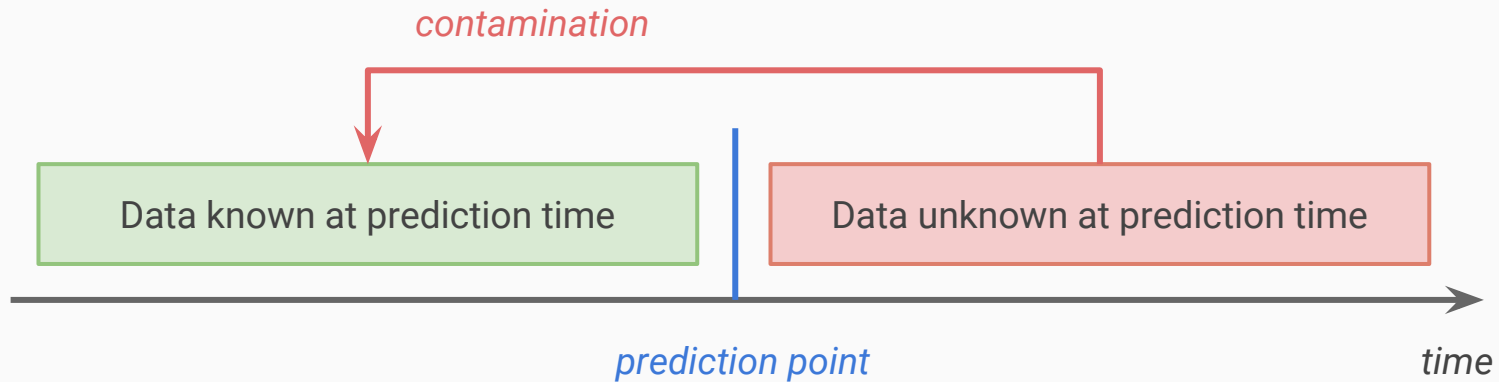 contamination
Data known at prediction time
Data unknown at prediction time
prediction point
time